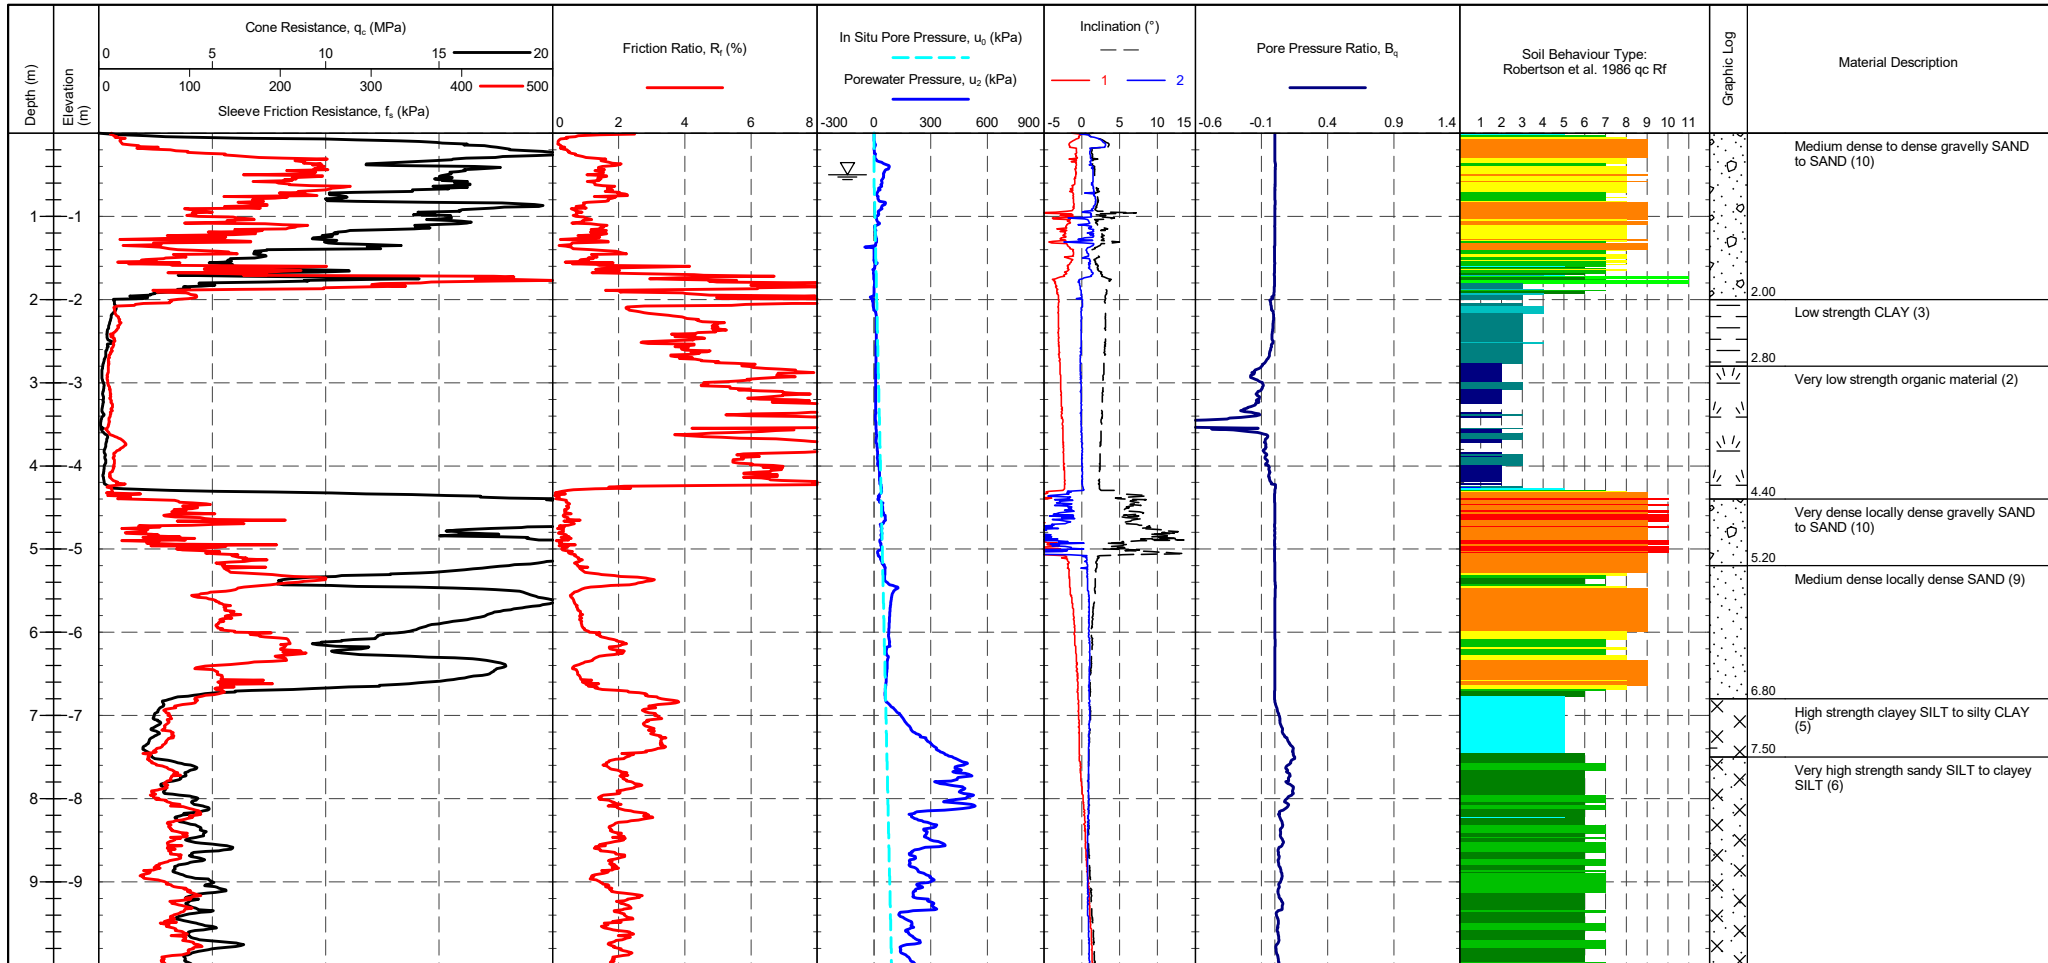 Depth (m)
Elevation (m)
Cone Resistance, qc (MPa)
0 5 10 15 20
0 100 200 300 400 500
Sleeve Friction Resistance, fs (kPa)
Friction Ratio, Rf (%)
2 4 6 8
In Situ Pore Pressure, u0 (kPa)
Porewater Pressure, u2 (kPa)
-300 0 300 600 900
Inclination (°)
1 2
-5 0 5 10 15
Pore Pressure Ratio, Bq
-0.6 -0.1 0.4 0.9 1.4
Soil Behaviour Type:
Robertson et al. 1986 qc Rf
1 2 3 4 5 6 7 8 9 10 11
Graphic Log
Material Description
Medium dense to dense gravelly SAND
to SAND (10)
1 -1
2.00
2 -2
Low strength CLAY (3)
2.80
3 -3
Very low strength organic material (2)
4 -4
4.40
Very dense locally dense gravelly SAND
to SAND (10)
5 -5
5.20
Medium dense locally dense SAND (9)
6 -6
6.80
7 -7
High strength clayey SILT to silty CLAY
(5)
7.50
Very high strength sandy SILT to clayey
SILT (6)
8 -8
9 -9